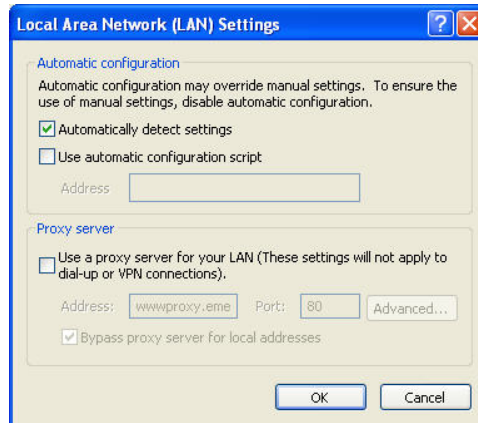 Local Area Network (LAN) Settings
Automatic configuration
Automatic configuration may override manual settings. To ensure the
use of manual settings, disable automatic configuration.
Automatically detect settings
Use automatic configuration script
Address
Proxy server
Use a proxy server for your LAN (These settings will not apply to
dial-up or VPN connections).
Address: wwwproxy.eme Port: 80 Advanced...
Bypass proxy server for local addresses
OK Cancel